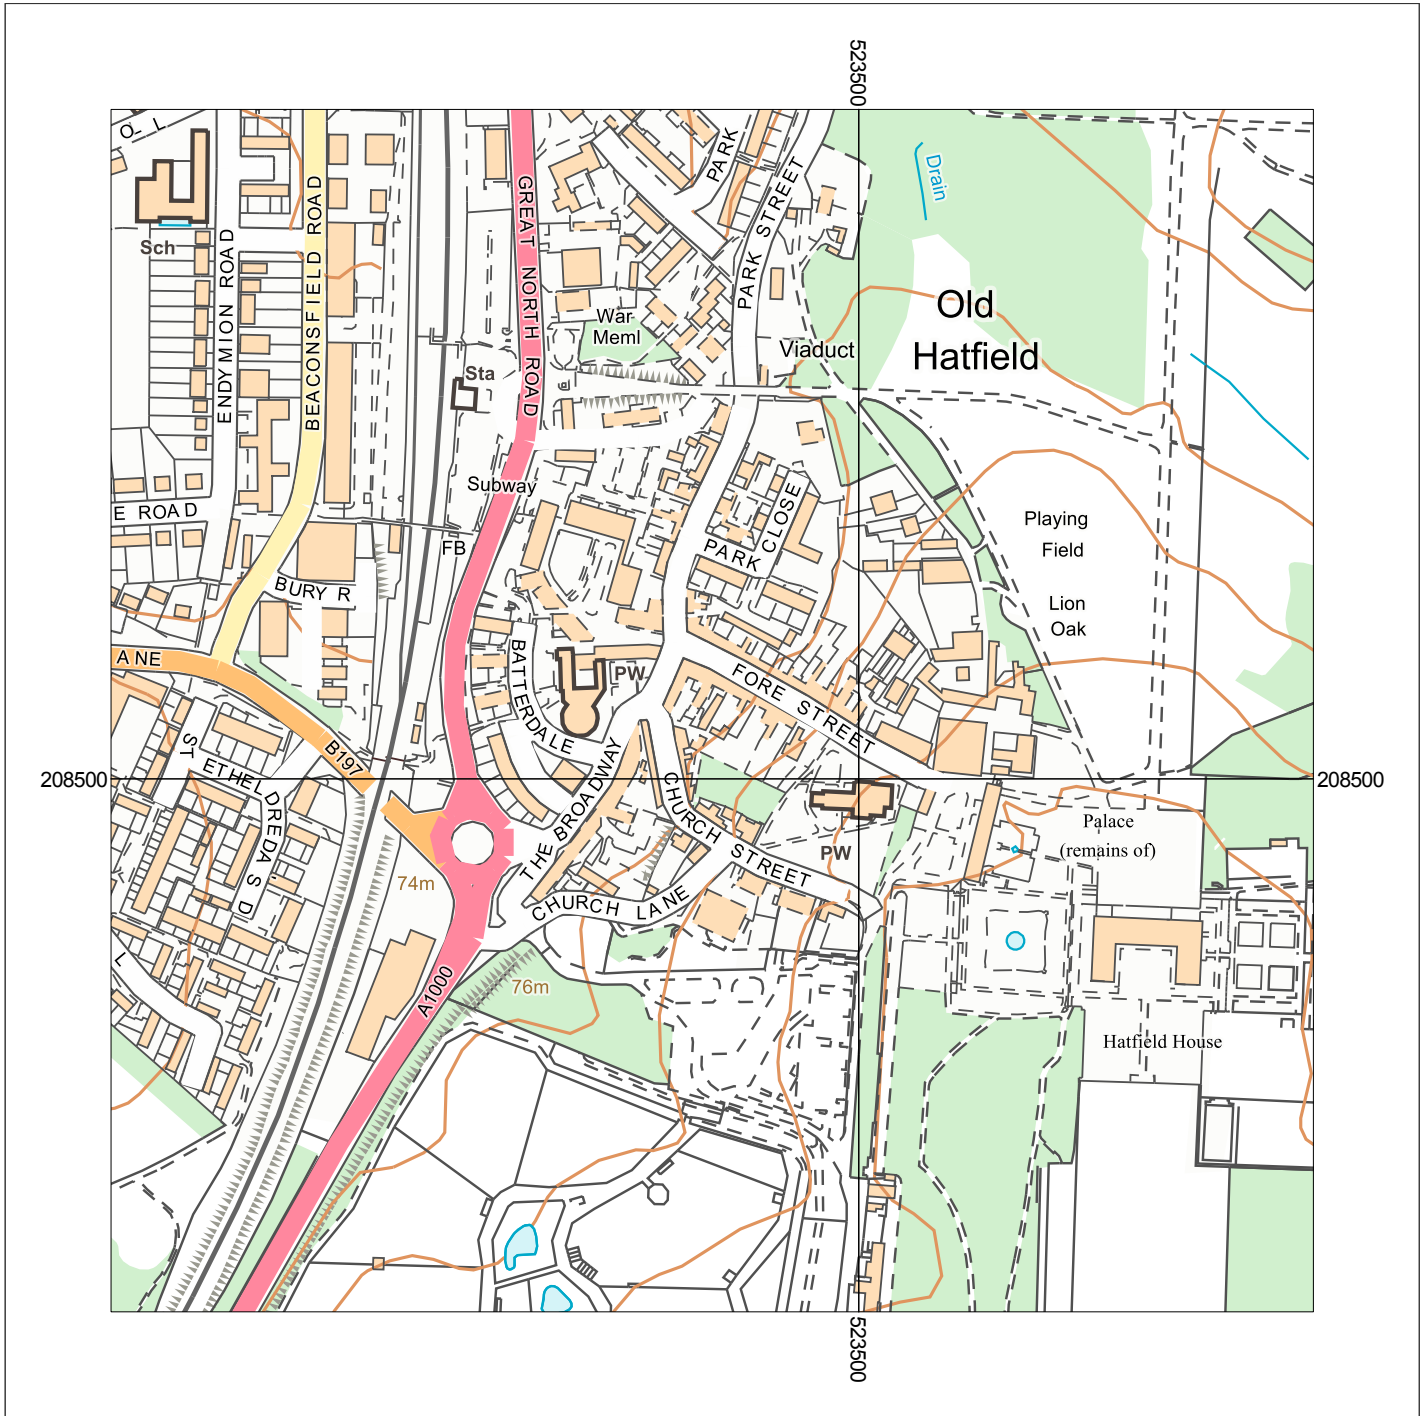 523500
O L L
PARK
Drain
PARK STREET
GREAT NORTH ROAD
BEACONSFIELD ROAD
Sch
ENDYMION ROAD
Old
Hatfield
War
Meml
Viaduct
Sta
Subway
PARK CLOSE
E ROAD
Playing
Field
FB
BURY R
Lion
Oak
ANE
BATTERDALE
PW
FORE STREET
ST ETHELDREDA'S D
B197
THE BROADWAY
208500
208500
CHURCH STREET
Palace
(remains of)
PW
74m
CHURCH LANE
L
A1000
76m
Hatfield House
523500